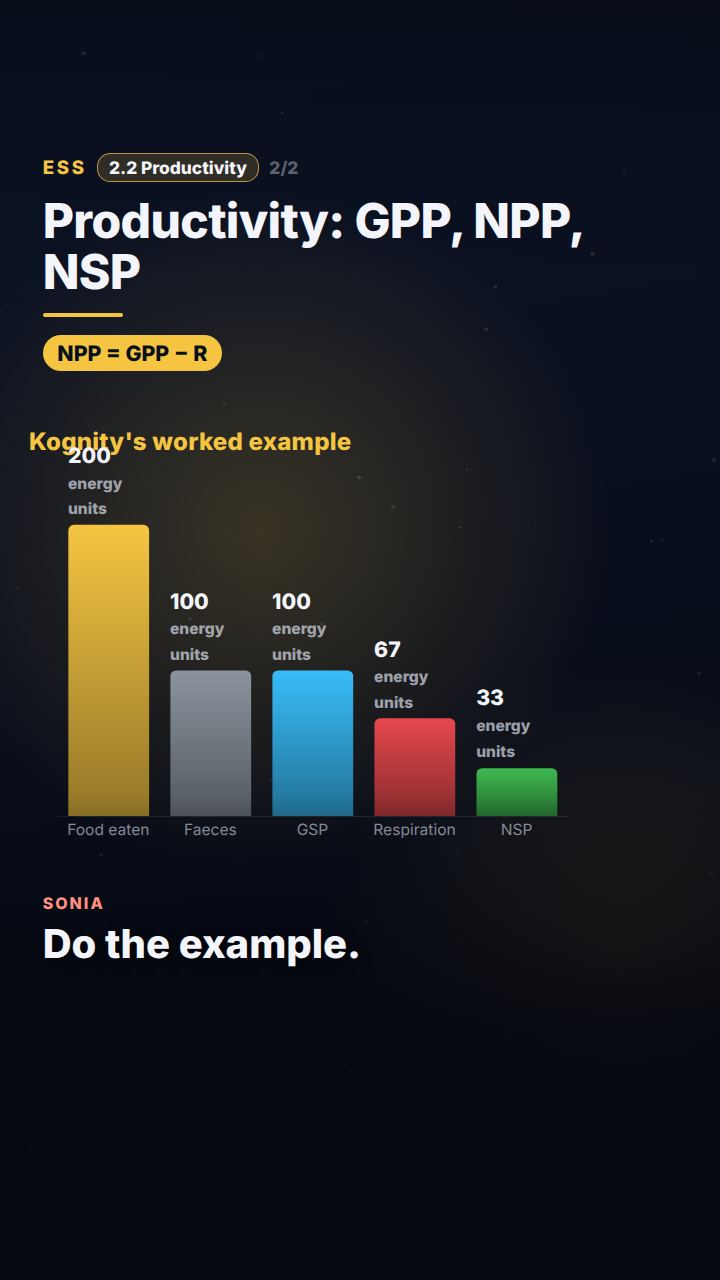 ESS 2.2 Productivity 2/2
Productivity: GPP, NPP,
NSP
NPP = GPP − R
Kognity's worked example
200
energy
units
100
energy
units
100
energy
units
67
energy
units
33
energy
units
Food eaten Faeces GSP Respiration NSP
SONIA
Do the example.